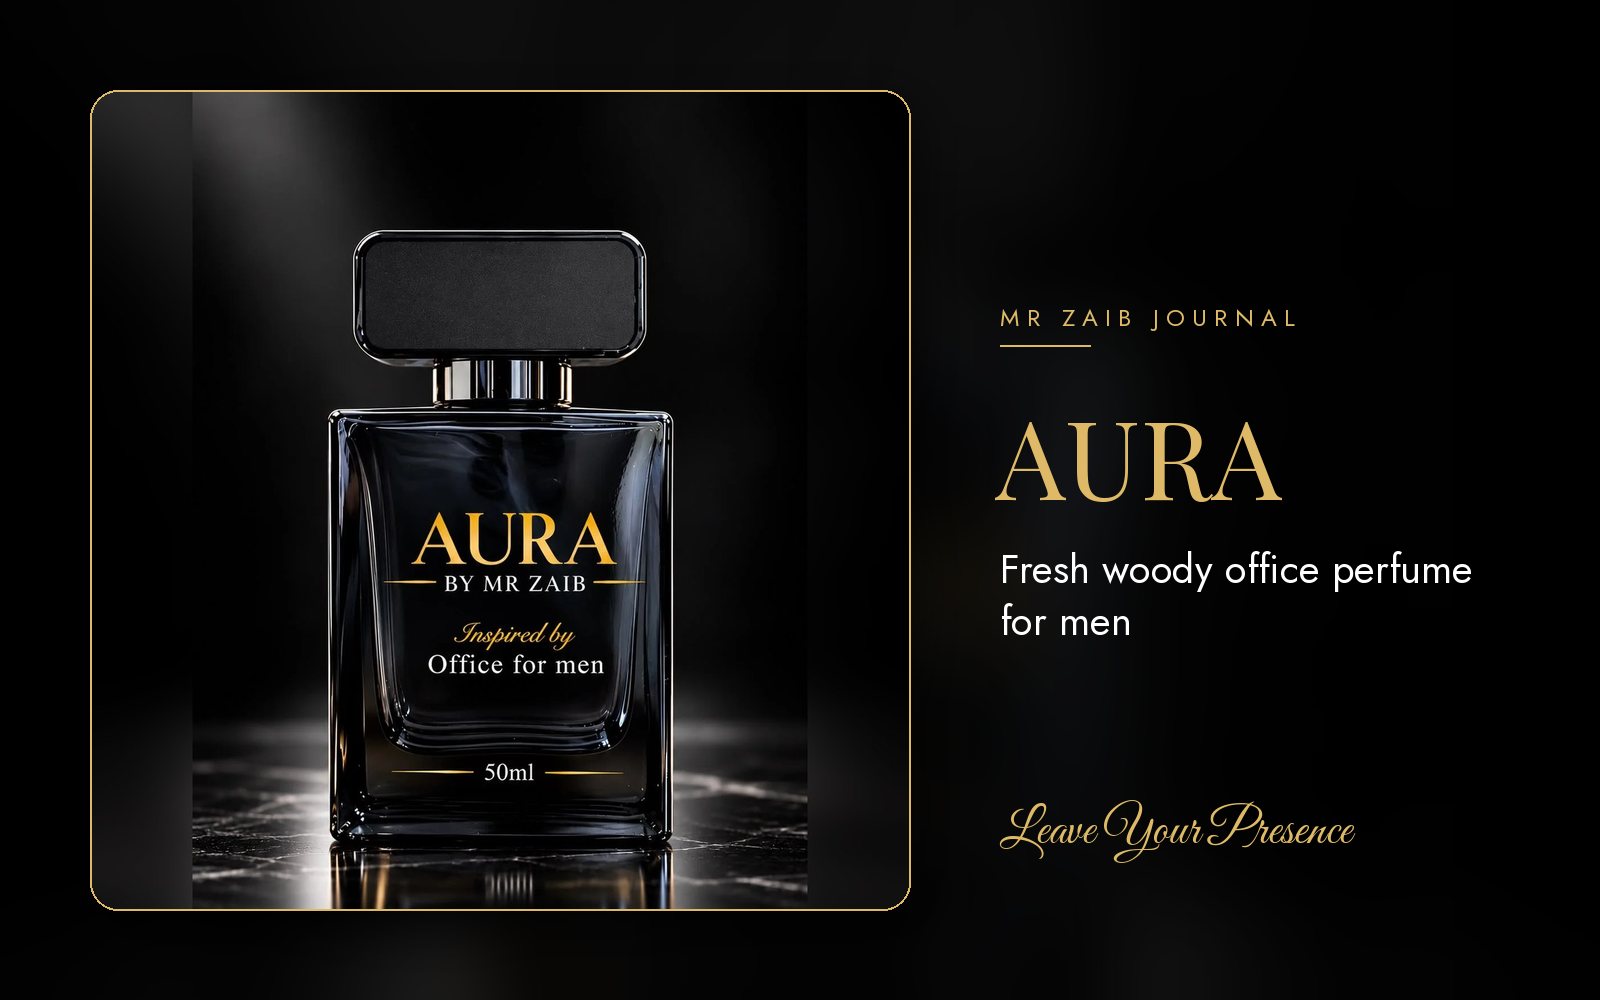 AURA
BY MR ZAIB
Inspired by
Office for men
50ml
MR ZAIB JOURNAL
AURA
Fresh woody office perfume
for men
Leave Your Presence